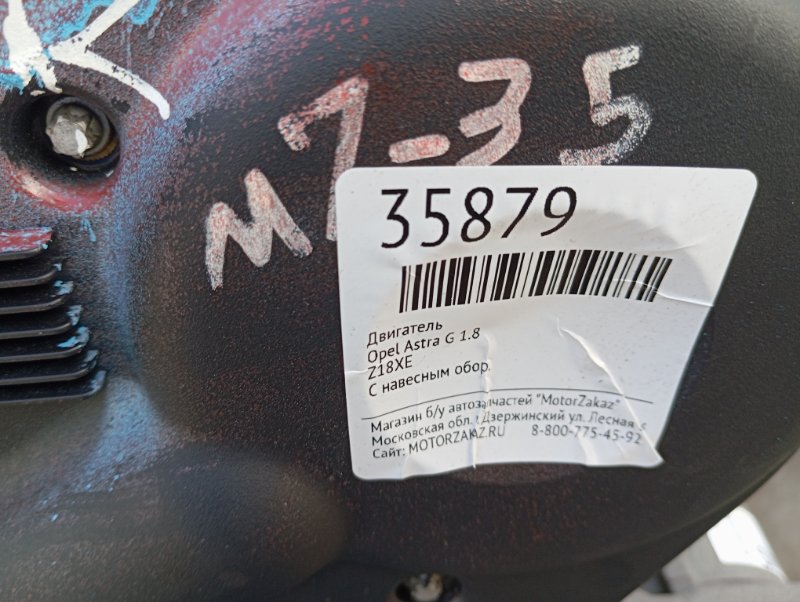 M7-35
35879
Двигатель
Opel Astra G 1.8
Z18XE
С навесным обор.
Магазин б/у автозапчастей "MotorZakaz"
Московская обл. г Дзержинский ул. Лесная
Сайт: MOTORZAKAZ.RU 8-800-775-45-92